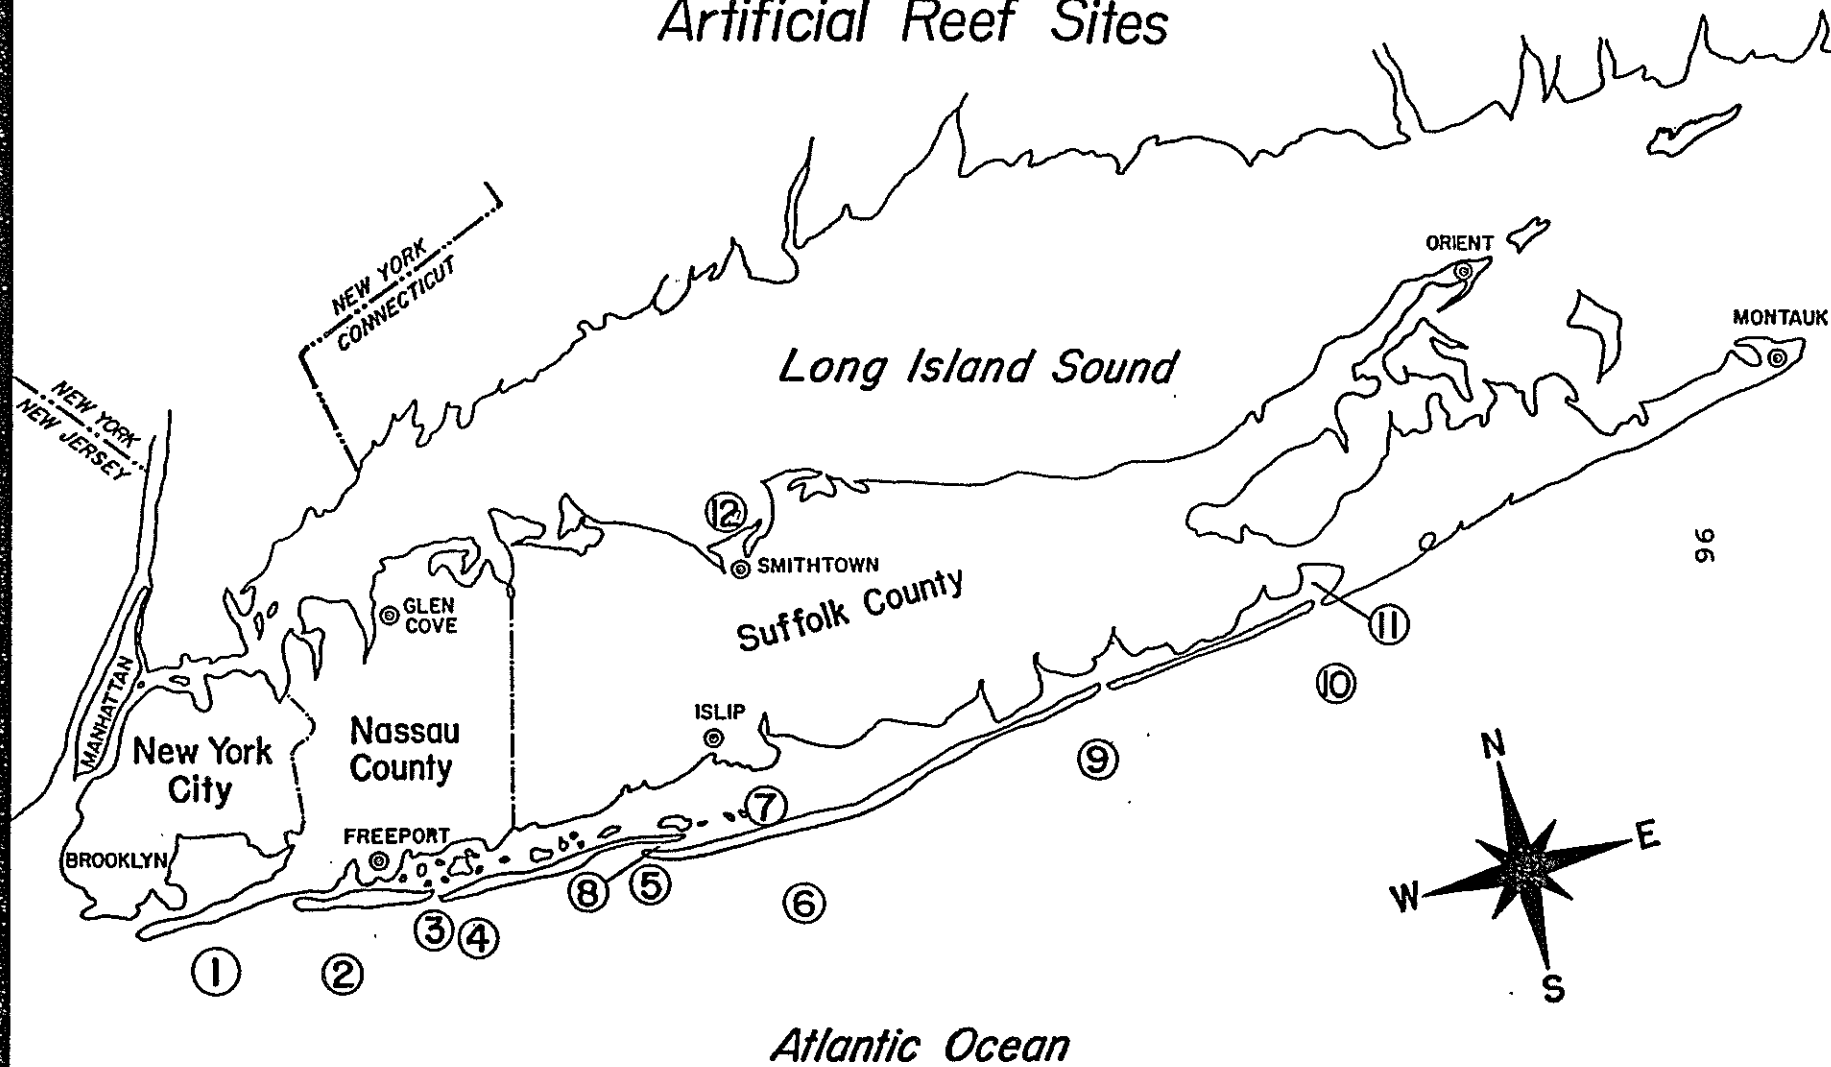 Artificial Reef Sites
NEW YORK
CONNECTICUT
ORIENT
MONTAUK
Long Island Sound
NEW YORK
NEW JERSEY
12
SMITHTOWN
96
GLEN
COVE
Suffolk County
11
MANHATTAN
10
ISLIP
Nassau
County
New York
City
9
N
7
FREEPORT
E
BROOKLYN
8
5
6
W
3
4
1
2
S
Atlantic Ocean